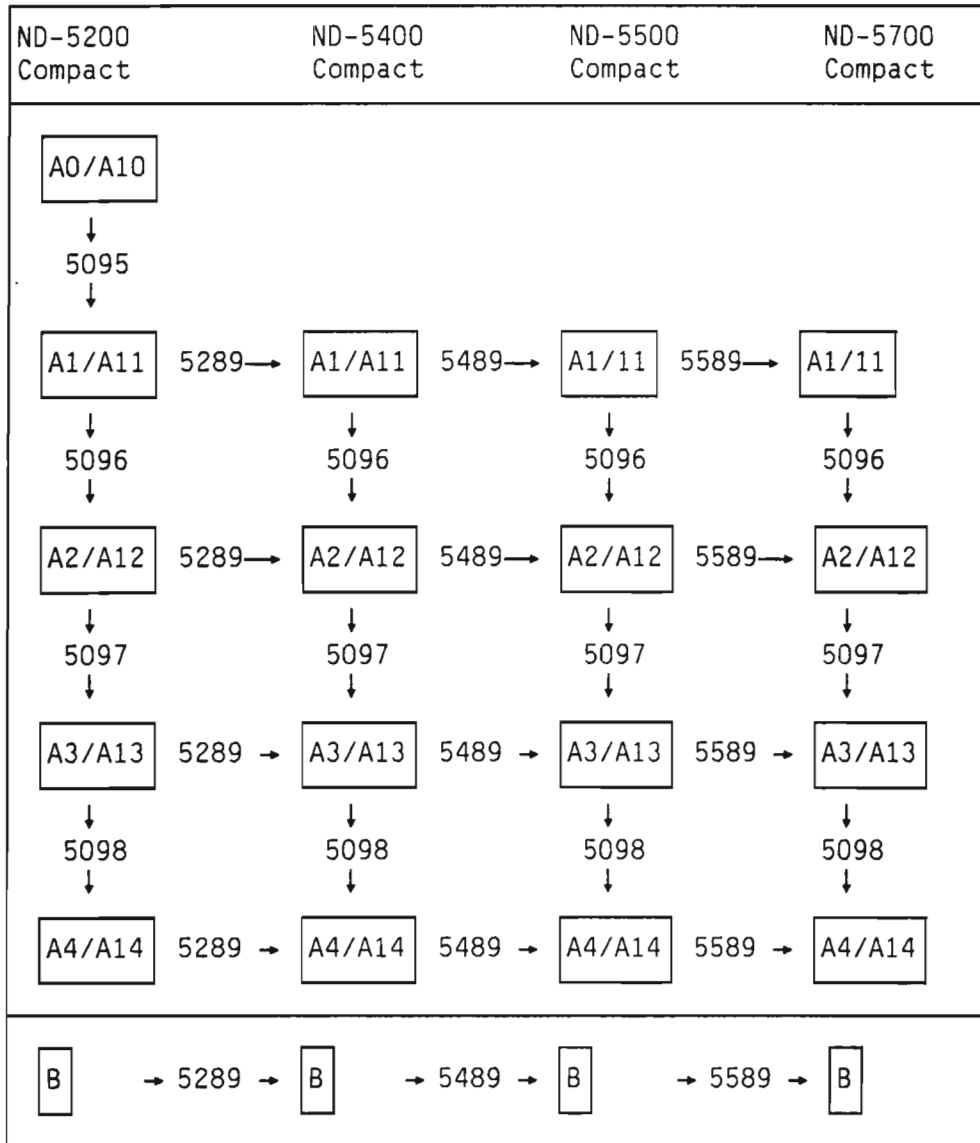 ND-5200 ND-5400 ND-5500 ND-5700
Compact Compact Compact Compact
A0/A10
↓
5095
↓
A1/A11 5289→ A1/A11 5489→ A1/11 5589→ A1/11
↓ ↓ ↓ ↓
5096 5096 5096 5096
↓ ↓ ↓ ↓
A2/A12 5289→ A2/A12 5489→ A2/A12 5589→ A2/A12
↓ ↓ ↓ ↓
5097 5097 5097 5097
↓ ↓ ↓ ↓
A3/A13 5289 → A3/A13 5489 → A3/A13 5589 → A3/A13
↓ ↓ ↓ ↓
5098 5098 5098 5098
↓ ↓ ↓ ↓
A4/A14 5289 → A4/A14 5489 → A4/A14 5589 → A4/A14
B → 5289 → B → 5489 → B → 5589 → B